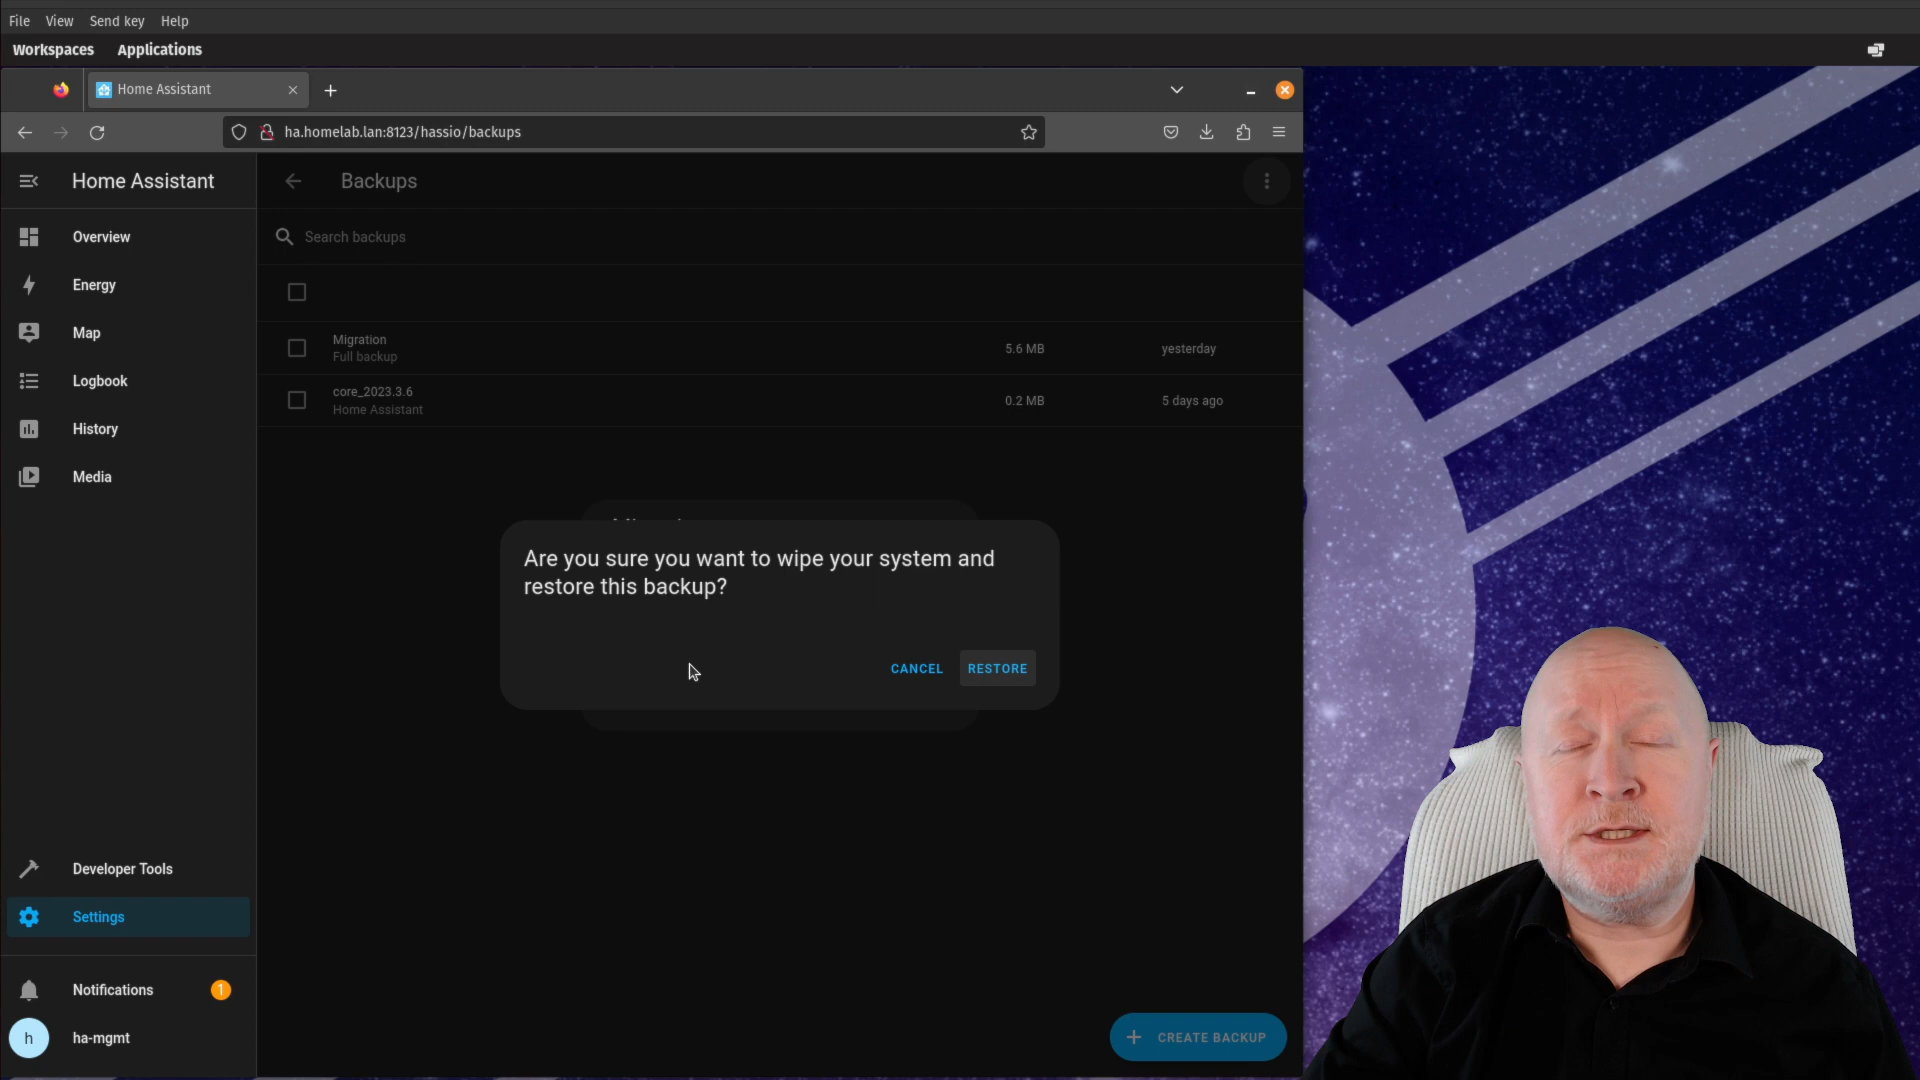 File View Send key Help
Workspaces Applications
Home Assistant
ha.homelab.lan:8123/hassio/backups
Home Assistant
Backups
Search backups
Overview
Energy
Map
Logbook
History
Media
Migration
Full backup
5.6 MB
yesterday
core_2023.3.6
Home Assistant
0.2 MB
5 days ago
Are you sure you want to wipe your system and
restore this backup?
CANCEL RESTORE
Developer Tools
Settings
Notifications 1
h ha-mgmt
CREATE BACKUP